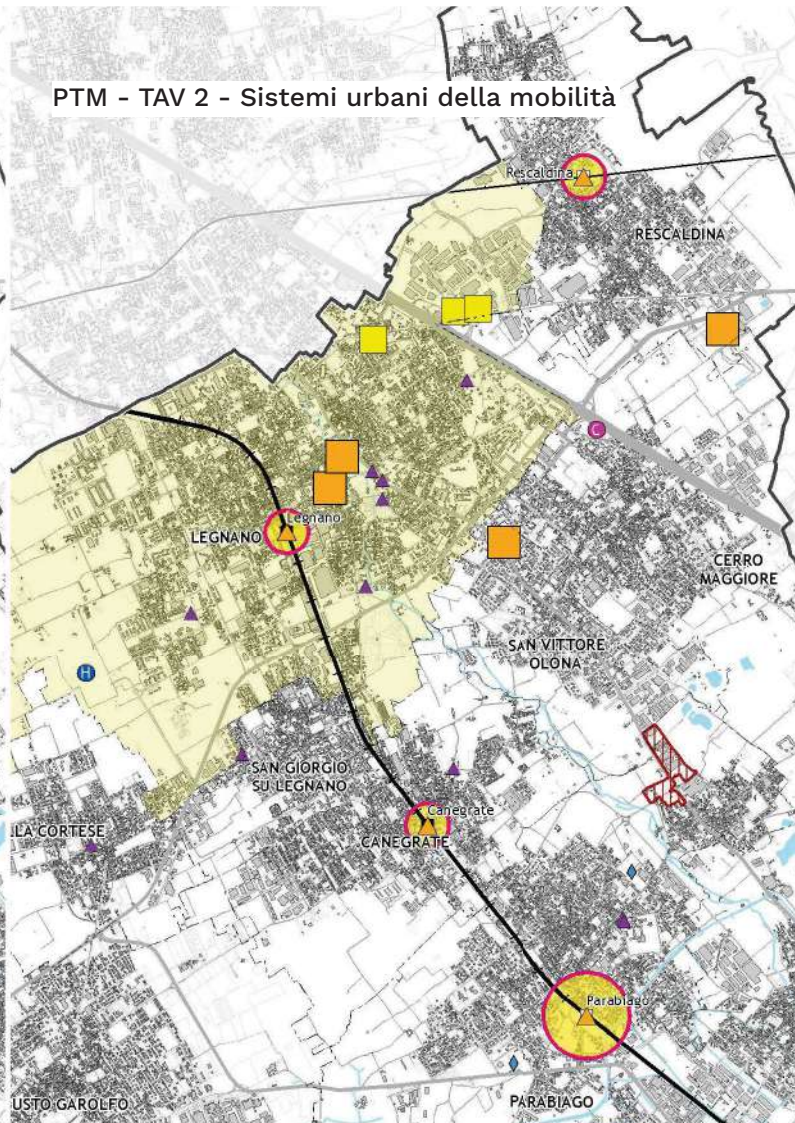 PTM - TAV 2 - Sistemi urbani della mobilità
Rescaldina
RESCALDINA
C
Legnano
LEGNANO
CERRO
MAGGIORE
SAN VITTORE
OLONA
H
SAN GIORGIO
SU LEGNANO
Canegrate
LA CORTESE
CANEGRATE
Parabiago
USTO GAROLFO
PARABIAGO